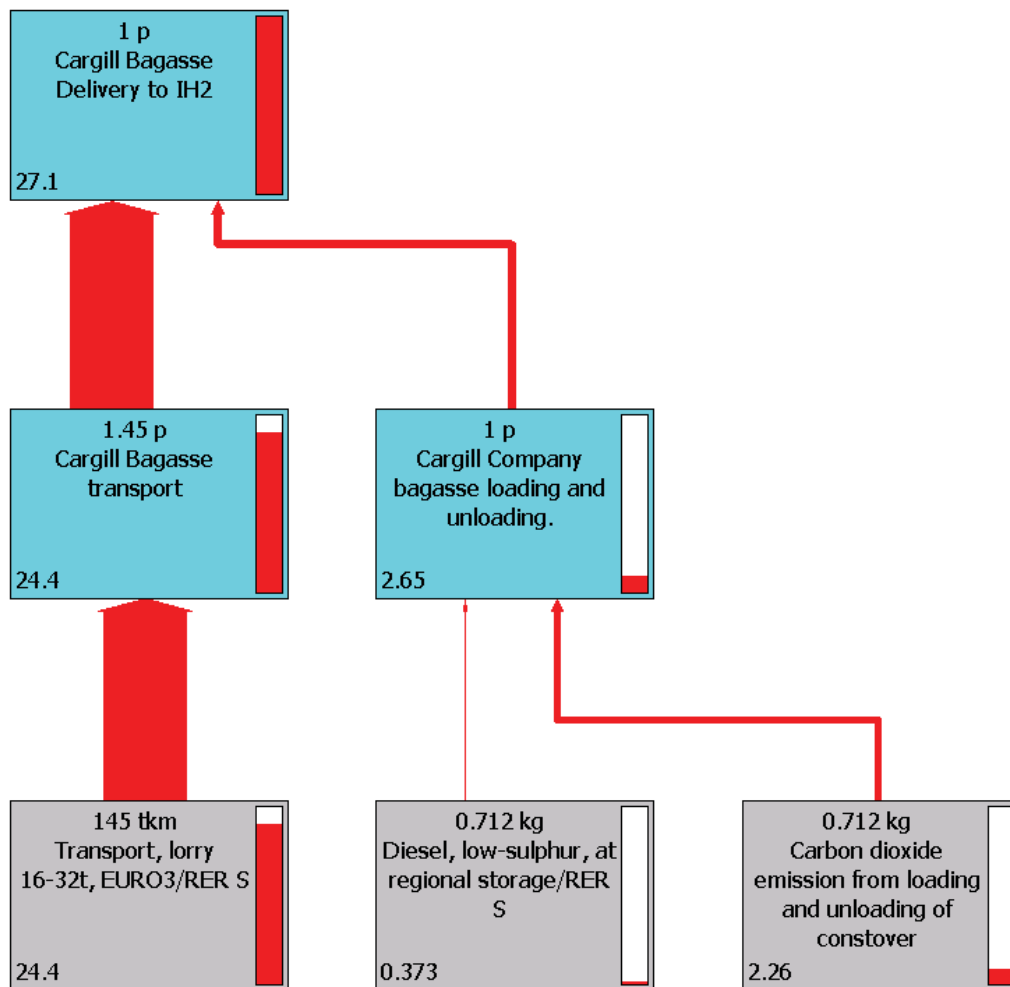 1 p
Cargill Bagasse
Delivery to IH2
27.1
1.45 p
Cargill Bagasse
transport
24.4
1 p
Cargill Company
bagasse loading and
unloading.
2.65
145 tkm
Transport, lorry
16-32t, EURO3/RER S
24.4
0.712 kg
Diesel, low-sulphur, at
regional storage/RER
S
0.373
0.712 kg
Carbon dioxide
emission from loading
and unloading of
constover
2.26